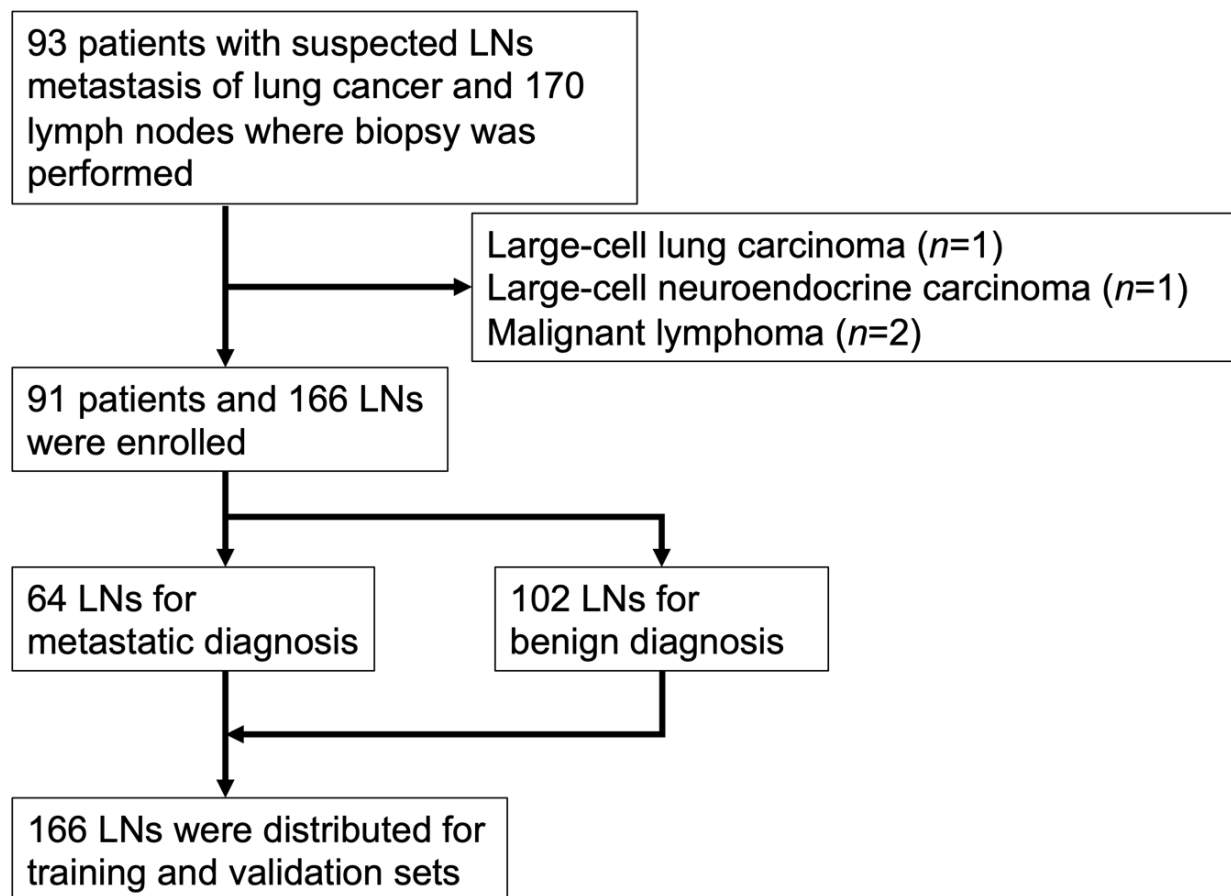 93 patients with suspected LNs
metastasis of lung cancer and 170
lymph nodes where biopsy was
performed
Large-cell lung carcinoma (n=1)
Large-cell neuroendocrine carcinoma (n=1)
Malignant lymphoma (n=2)
91 patients and 166 LNs
were enrolled
64 LNs for
metastatic diagnosis
102 LNs for
benign diagnosis
166 LNs were distributed for
training and validation sets